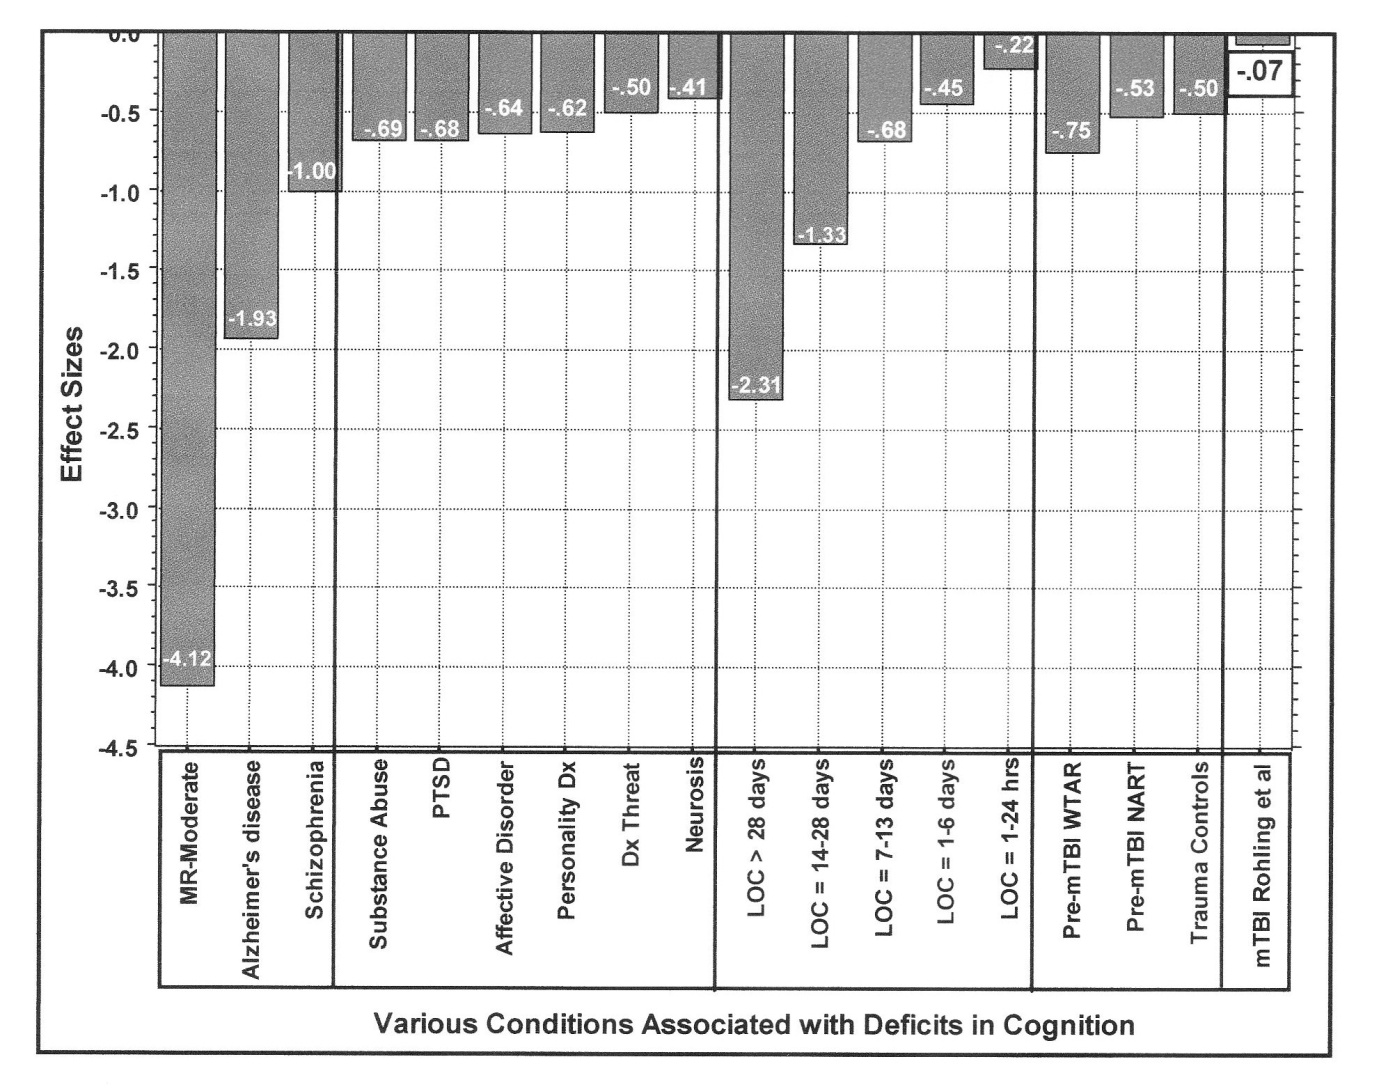 0.0
-0.5
-1.0
-1.5
-2.0
-2.5
-3.0
-3.5
-4.0
-4.5
Effect Sizes
-4.12
-1.93
-1.00
-.69
-.68
-.64
-.62
-.50
-.41
-2.31
-1.33
-.68
-.45
-.22
-.75
-.53
-.50
-.07
MR-Moderate
Alzheimer's disease
Schizophrenia
Substance Abuse
PTSD
Affective Disorder
Personality Dx
Dx Threat
Neurosis
LOC > 28 days
LOC = 14-28 days
LOC = 7-13 days
LOC = 1-6 days
LOC = 1-24 hrs
Pre-mTBI WTAR
Pre-mTBI NART
Trauma Controls
mTBI Rohling et al
Various Conditions Associated with Deficits in Cognition